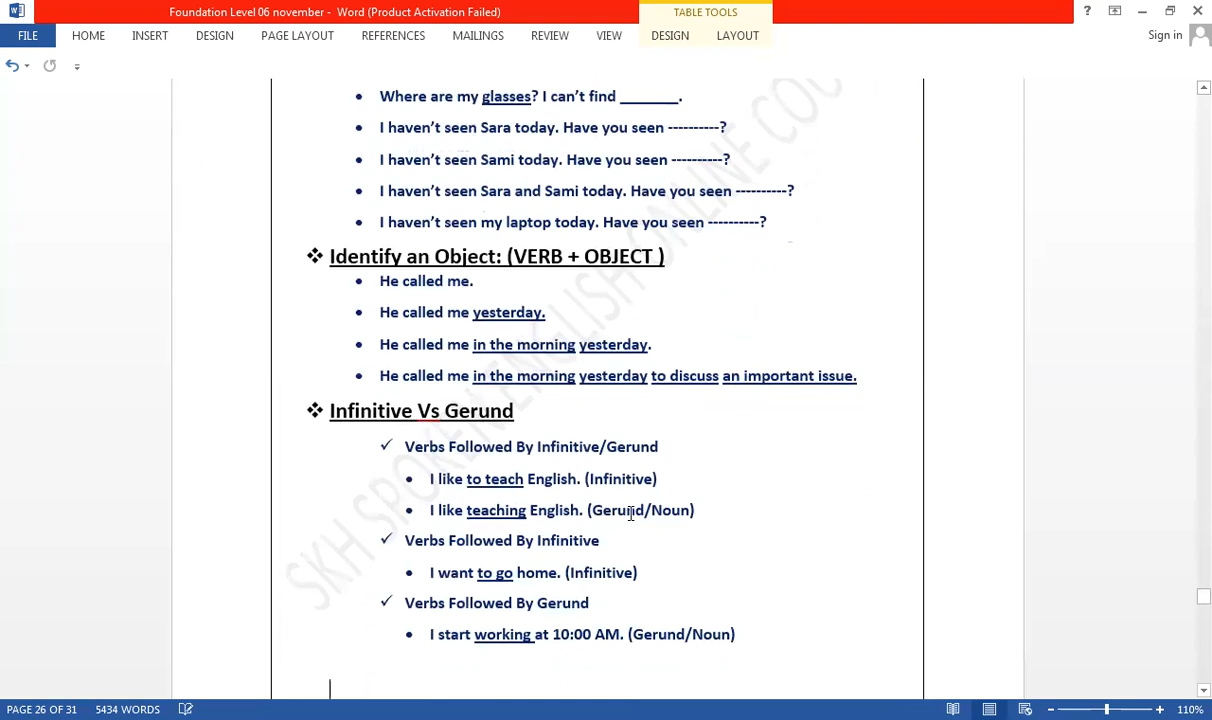 Foundation Level 06 november - Word (Product Activation Failed)
TABLE TOOLS
FILE HOME INSERT DESIGN PAGE LAYOUT REFERENCES MAILINGS REVIEW VIEW DESIGN LAYOUT Sign in
• Where are my glasses? I can't find _______.
• I haven't seen Sara today. Have you seen ----------?
• I haven't seen Sami today. Have you seen ----------?
• I haven't seen Sara and Sami today. Have you seen ----------?
• I haven't seen my laptop today. Have you seen ----------?
❖ Identify an Object: (VERB + OBJECT )
• He called me.
• He called me yesterday.
• He called me in the morning yesterday.
• He called me in the morning yesterday to discuss an important issue.
❖ Infinitive Vs Gerund
✓ Verbs Followed By Infinitive/Gerund
• I like to teach English. (Infinitive)
• I like teaching English. (Gerund/Noun)
✓ Verbs Followed By Infinitive
• I want to go home. (Infinitive)
✓ Verbs Followed By Gerund
• I start working at 10:00 AM. (Gerund/Noun)
SKH SPOKEN ENGLISH ONLINE COO
PAGE 26 OF 31 5434 WORDS 110%